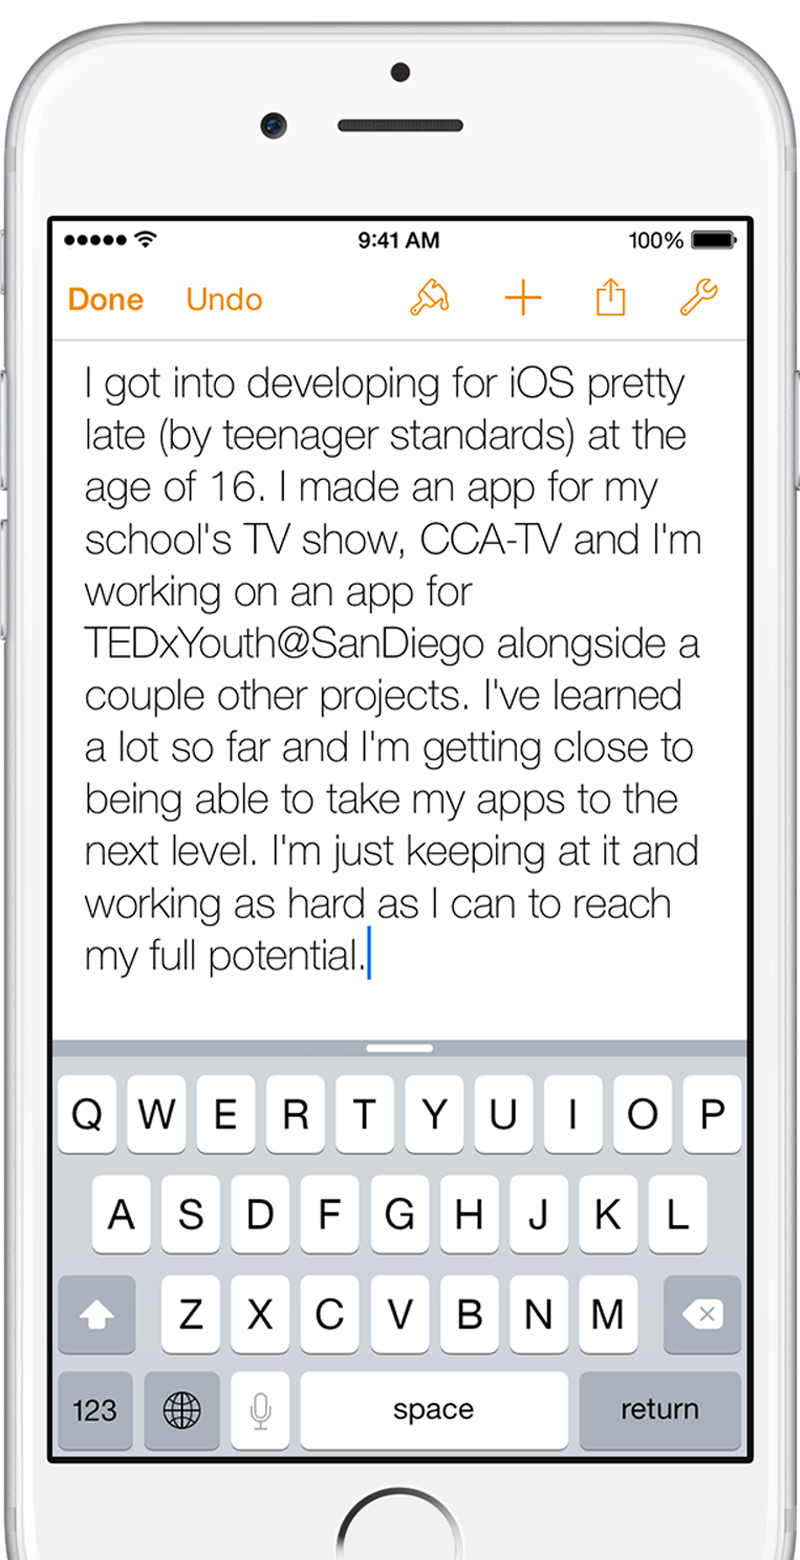 9:41 AM 100%
Done Undo
I got into developing for iOS pretty
late (by teenager standards) at the
age of 16. I made an app for my
school's TV show, CCA-TV and I'm
working on an app for
TEDxYouth@SanDiego alongside a
couple other projects. I've learned
a lot so far and I'm getting close to
being able to take my apps to the
next level. I'm just keeping at it and
working as hard as I can to reach
my full potential.
Q W E R T Y U I O P
A S D F G H J K L
Z X C V B N M
123 space return